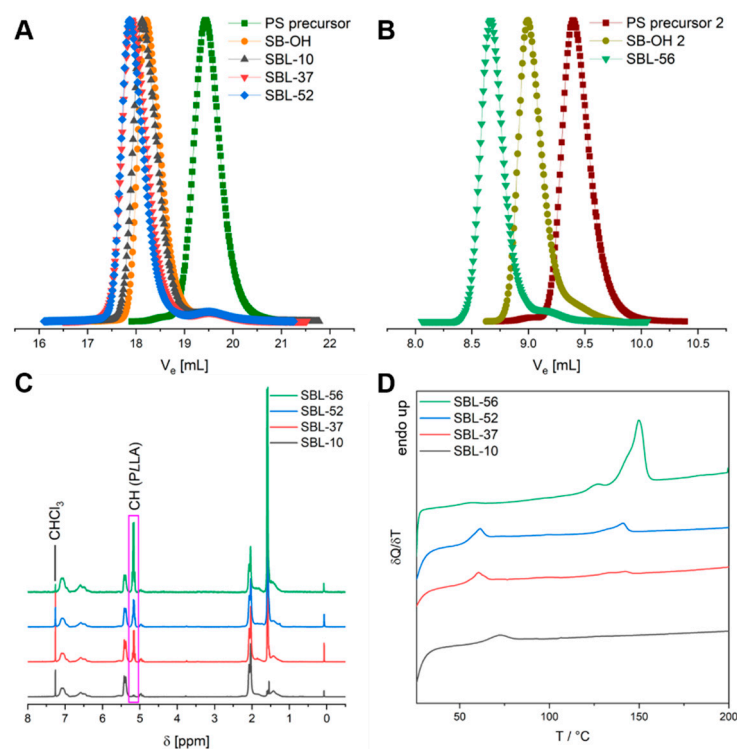 A
PS precursor
SB-OH
SBL-10
SBL-37
SBL-52
16 17 18 19 20 21 22
Vₑ [mL]
B
PS precursor 2
SB-OH 2
SBL-56
8.0 8.5 9.0 9.5 10.0 10.5
Vₑ [mL]
C
SBL-56
SBL-52
SBL-37
SBL-10
CHCl₃
CH (PLLA)
8 7 6 5 4 3 2 1 0
δ [ppm]
D
endo up
SBL-56
SBL-52
SBL-37
SBL-10
δQ/δT
50 100 150 200
T / °C